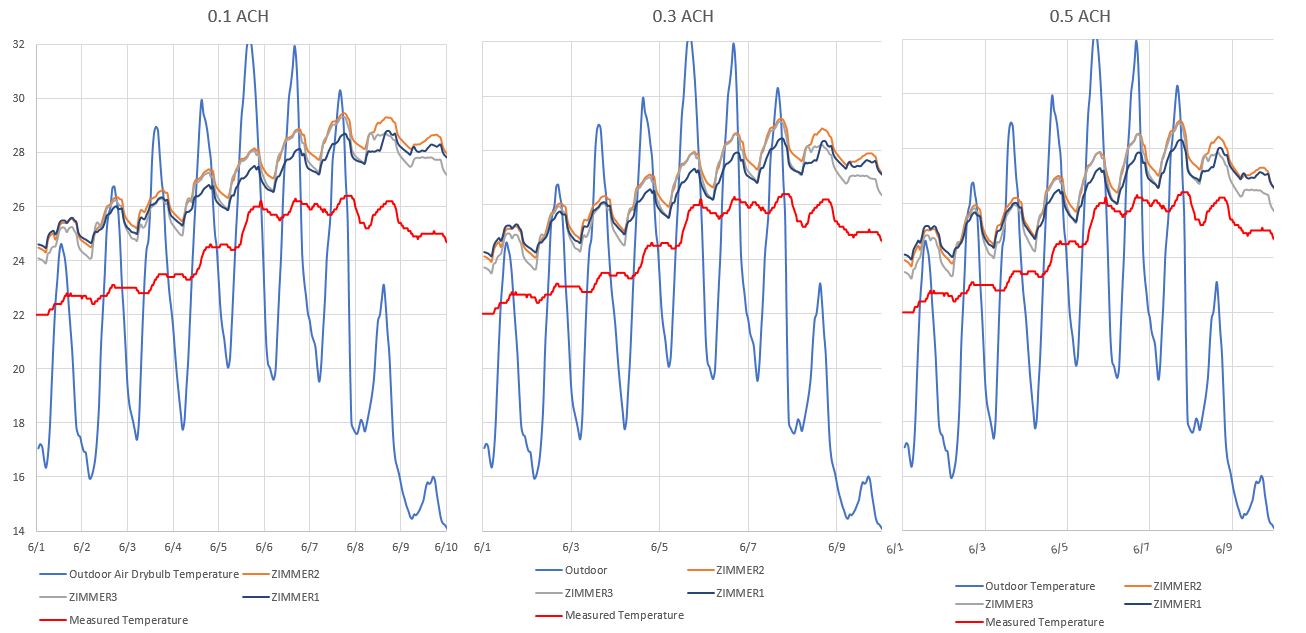 0.1 ACH 0.3 ACH 0.5 ACH
32
30
28
26
24
22
20
18
16
14
6/1 6/2 6/3 6/4 6/5 6/6 6/7 6/8 6/9 6/10
6/1 6/3 6/5 6/7 6/9
6/1 6/3 6/5 6/7 6/9
Outdoor Air Drybulb Temperature ZIMMER2
ZIMMER3 ZIMMER1
Measured Temperature
Outdoor ZIMMER2
ZIMMER3 ZIMMER1
Measured Temperature
Outdoor Temperature ZIMMER2
ZIMMER3 ZIMMER1
Measured Temperature